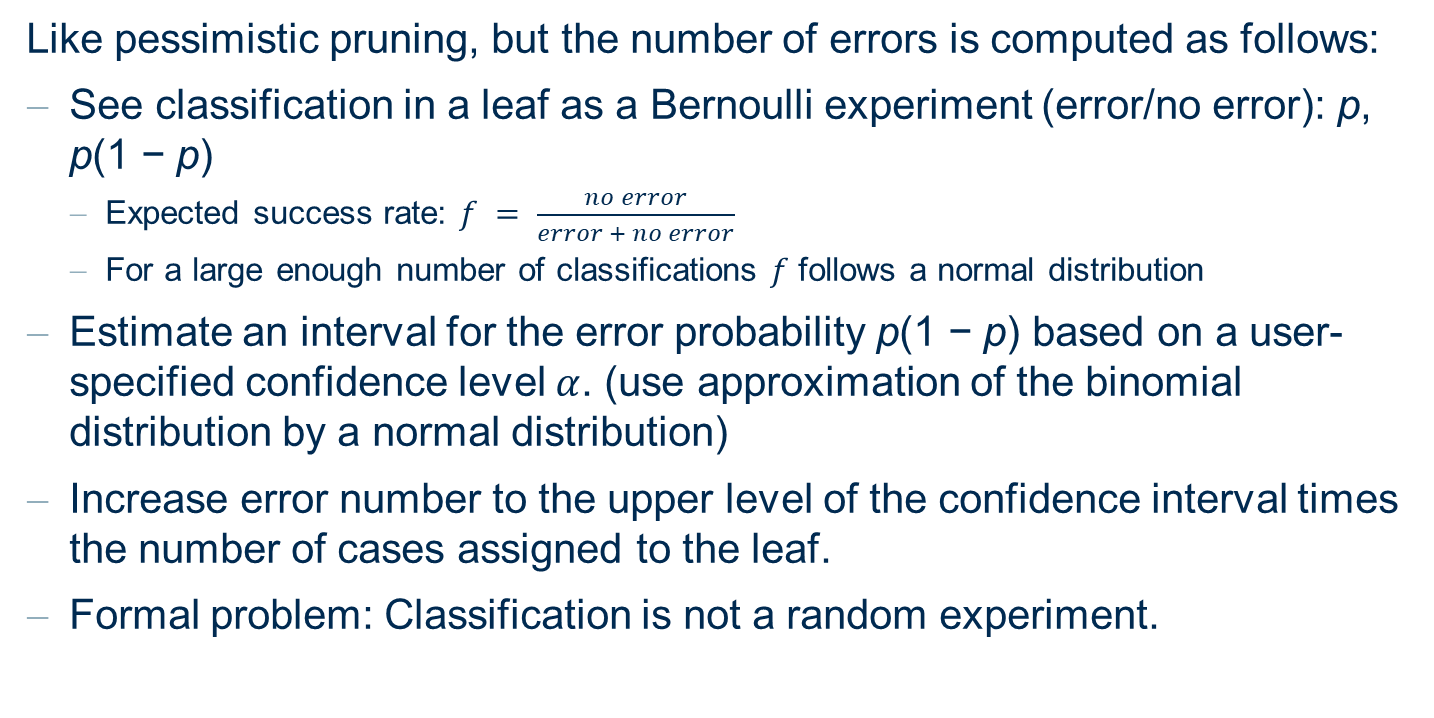 Like pessimistic pruning, but the number of errors is computed as follows:
– See classification in a leaf as a Bernoulli experiment (error/no error): p,
p(1 − p)
– Expected success rate: f = no error / error + no error
– For a large enough number of classifications f follows a normal distribution
– Estimate an interval for the error probability p(1 − p) based on a user-
specified confidence level α. (use approximation of the binomial
distribution by a normal distribution)
– Increase error number to the upper level of the confidence interval times
the number of cases assigned to the leaf.
– Formal problem: Classification is not a random experiment.